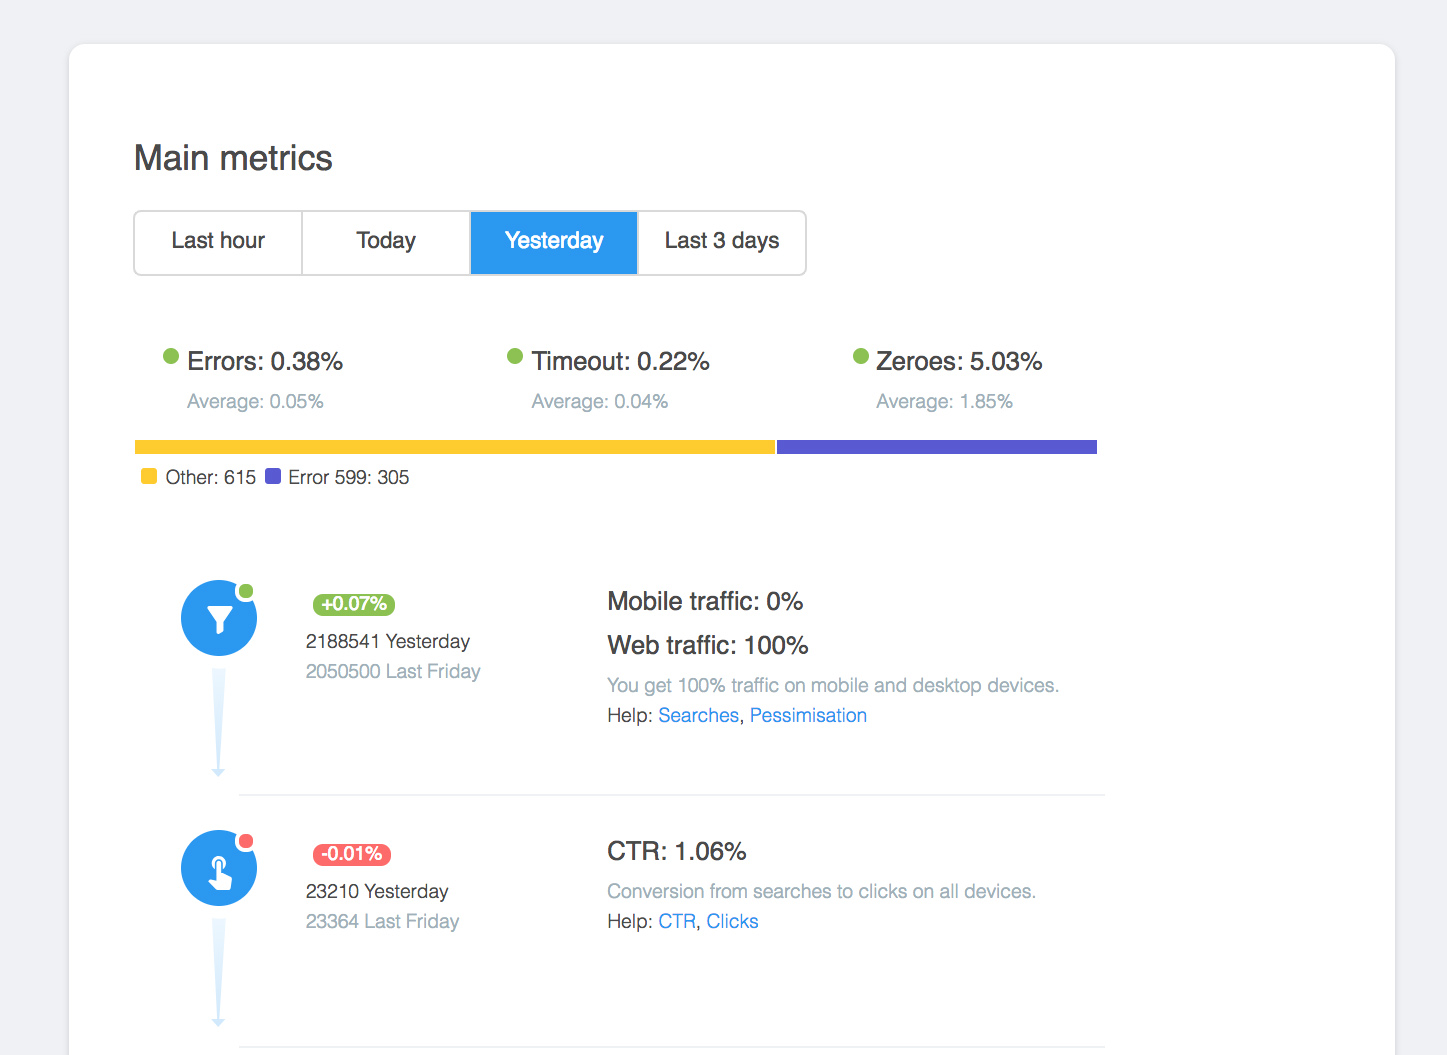 Main metrics
Last hour Today Yesterday Last 3 days
Errors: 0.38% Timeout: 0.22% Zeroes: 5.03%
Average: 0.05% Average: 0.04% Average: 1.85%
Other: 615 Error 599: 305
+0.07%
2188541 Yesterday
2050500 Last Friday
Mobile traffic: 0%
Web traffic: 100%
You get 100% traffic on mobile and desktop devices.
Help: Searches, Pessimisation
-0.01%
23210 Yesterday
23364 Last Friday
CTR: 1.06%
Conversion from searches to clicks on all devices.
Help: CTR, Clicks